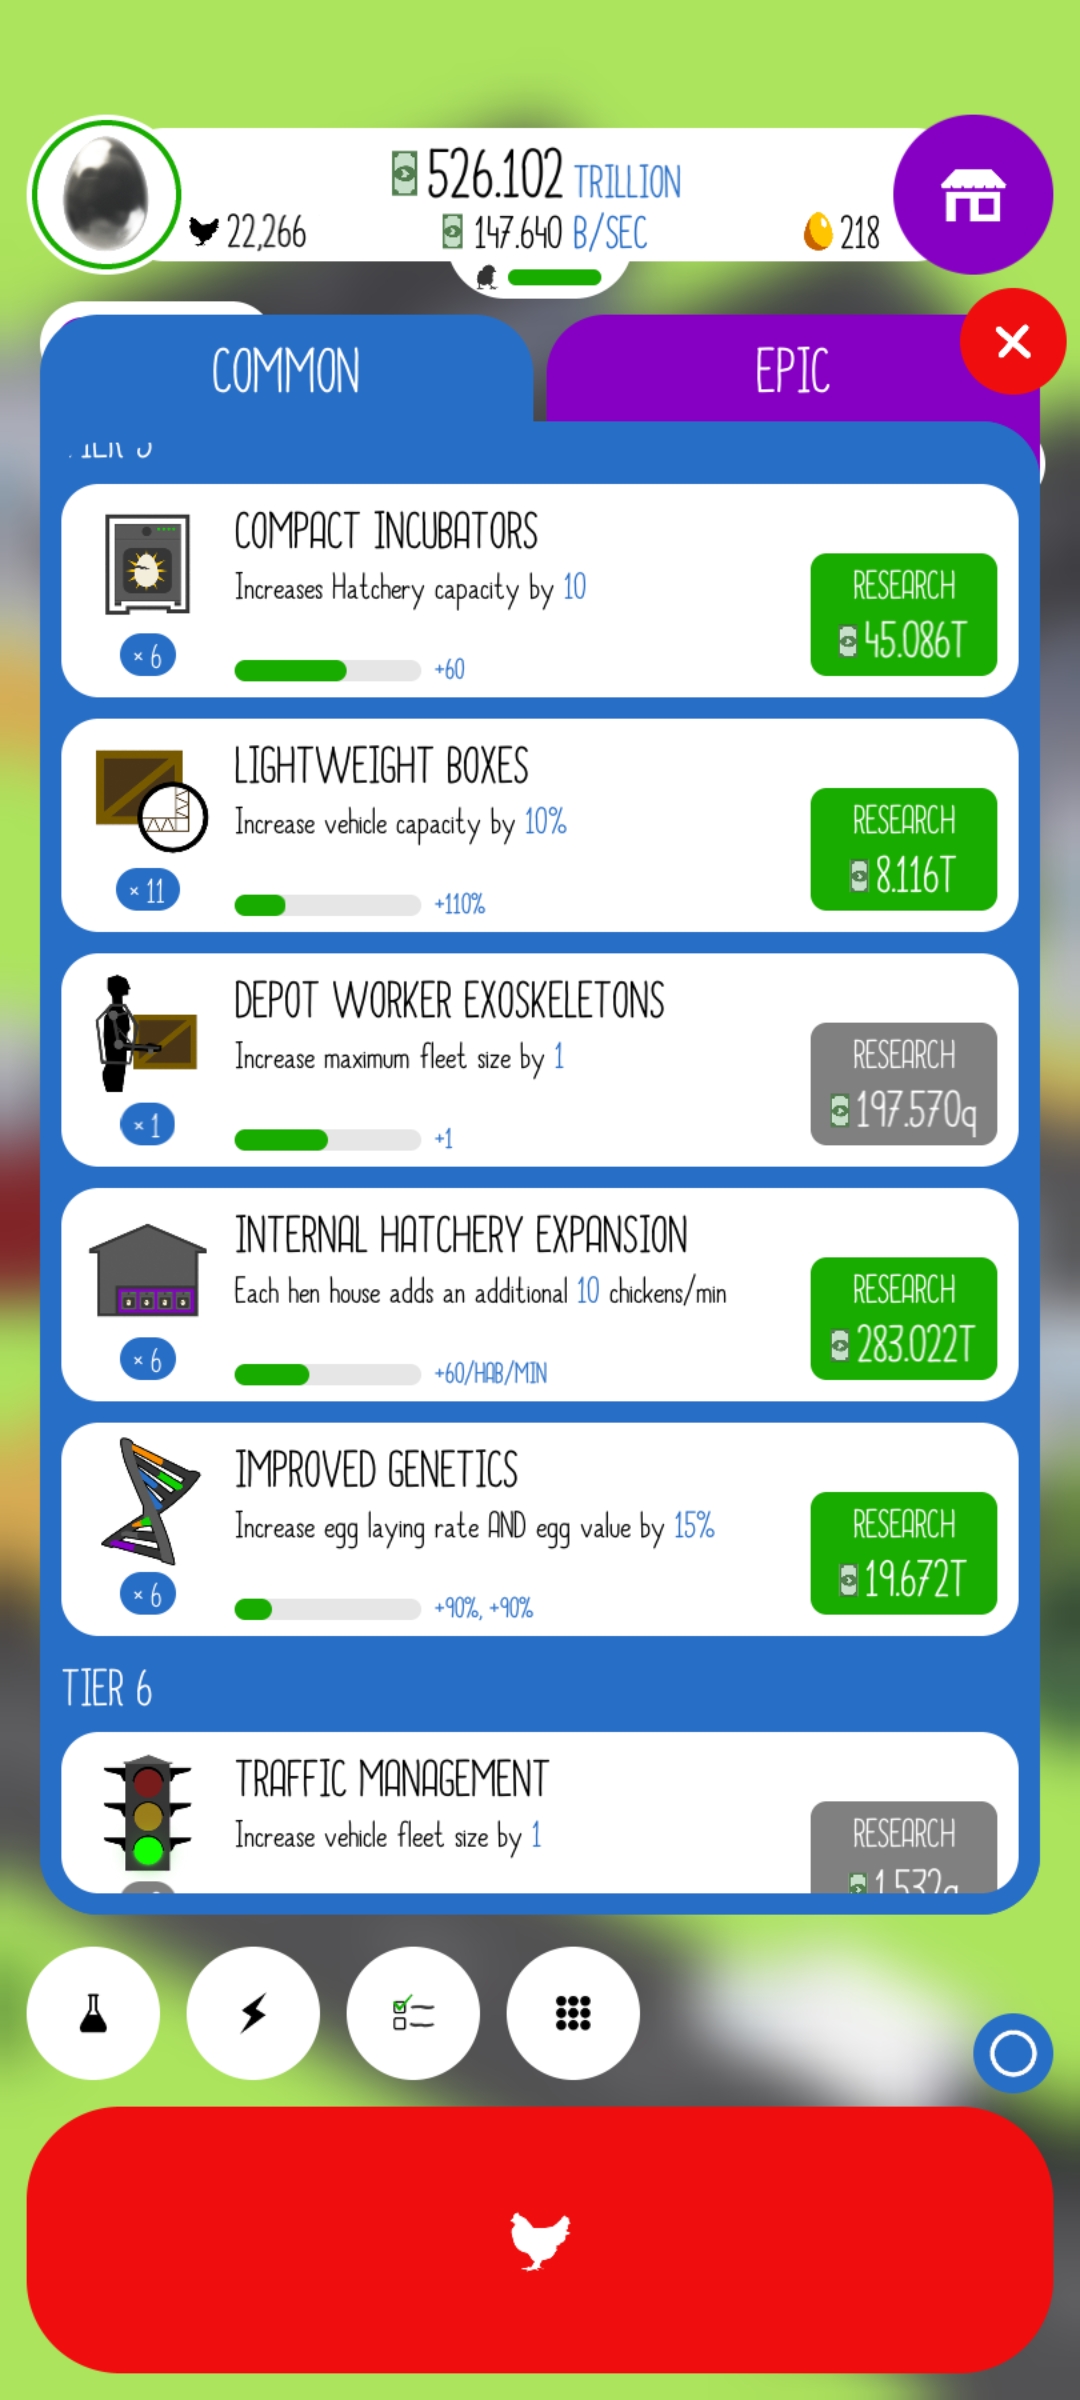 526.102 TRILLION
22,266
147.640 B/SEC
218
COMMON
EPIC
COMPACT INCUBATORS
Increases Hatchery capacity by 10
× 6
+60
RESEARCH
45.086T
LIGHTWEIGHT BOXES
Increase vehicle capacity by 10%
× 11
+110%
RESEARCH
8.116T
DEPOT WORKER EXOSKELETONS
Increase maximum fleet size by 1
× 1
+1
RESEARCH
197.570q
INTERNAL HATCHERY EXPANSION
Each hen house adds an additional 10 chickens/min
× 6
+60/HAB/MIN
RESEARCH
283.022T
IMPROVED GENETICS
Increase egg laying rate AND egg value by 15%
× 6
+90%, +90%
RESEARCH
19.672T
TIER 6
TRAFFIC MANAGEMENT
Increase vehicle fleet size by 1
RESEARCH
1.532q